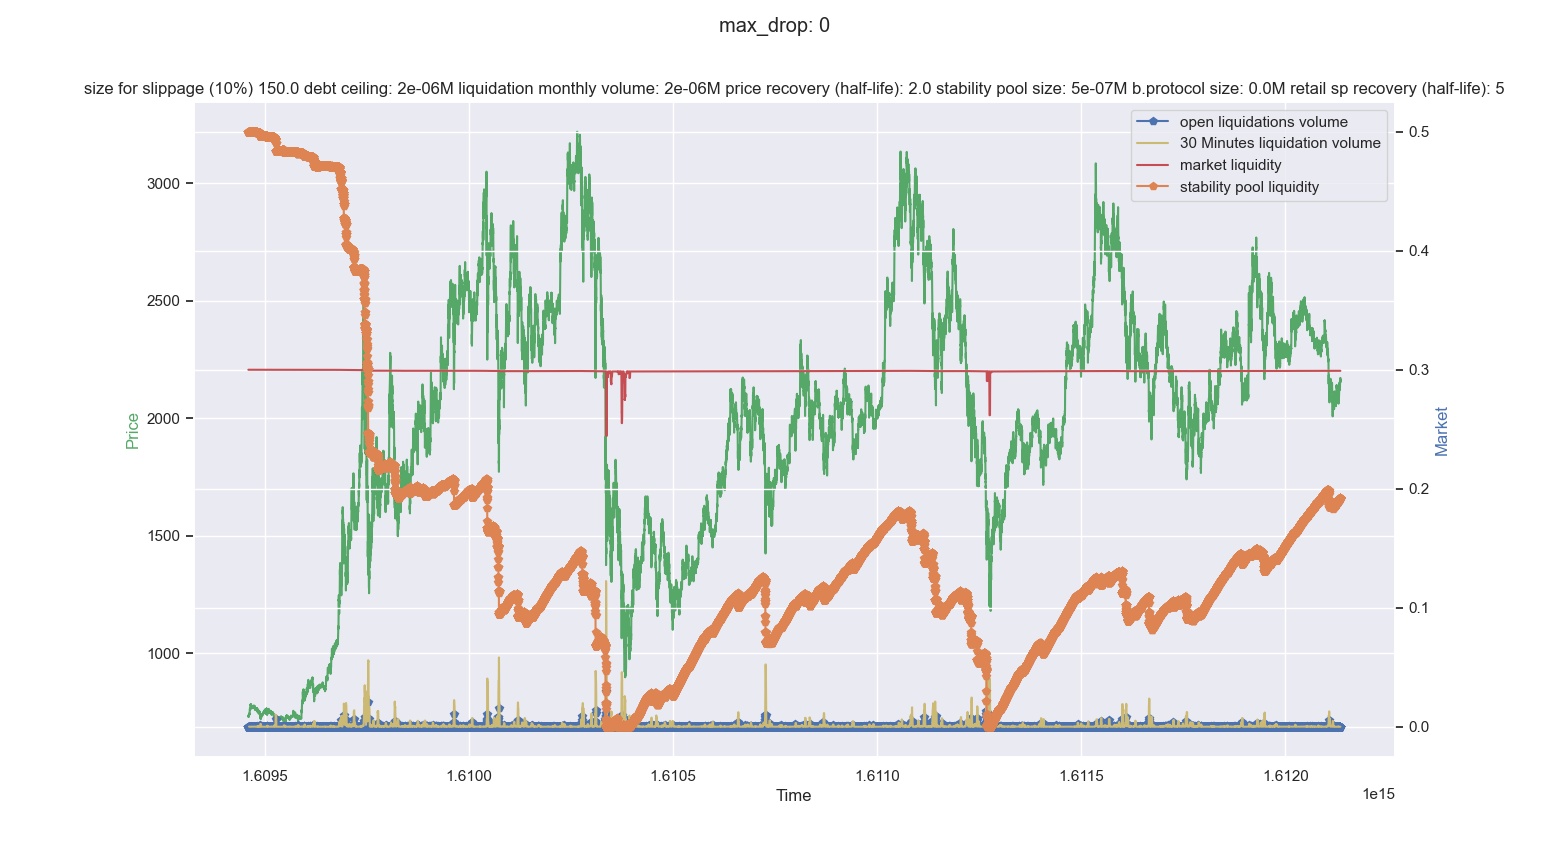 max_drop: 0
size for slippage (10%) 150.0 debt ceiling: 2e-06M liquidation monthly volume: 2e-06M price recovery (half-life): 2.0 stability pool size: 5e-07M b.protocol size: 0.0M retail sp recovery (half-life): 5
open liquidations volume
30 Minutes liquidation volume
market liquidity
stability pool liquidity
3000
2500
2000
1500
1000
Price
0.5
0.4
0.3
0.2
0.1
0.0
Market
1.6095
1.6100
1.6105
1.6110
1.6115
1.6120
1e15
Time